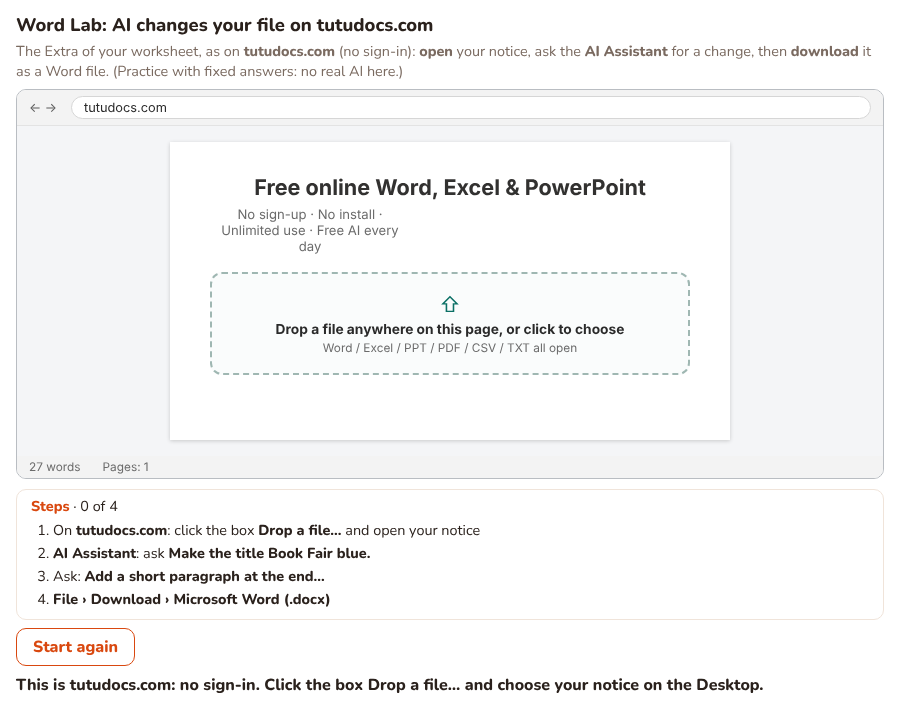 Word Lab: AI changes your file on tutudocs.com
The Extra of your worksheet, as on tutudocs.com (no sign-in): open your notice, ask the AI Assistant for a change, then download it
as a Word file. (Practice with fixed answers: no real AI here.)
← → tutudocs.com
Free online Word, Excel & PowerPoint
No sign-up · No install ·
Unlimited use · Free AI every
day
Drop a file anywhere on this page, or click to choose
Word / Excel / PPT / PDF / CSV / TXT all open
27 words Pages: 1
Steps · 0 of 4
1. On tutudocs.com: click the box Drop a file... and open your notice
2. AI Assistant: ask Make the title Book Fair blue.
3. Ask: Add a short paragraph at the end...
4. File › Download › Microsoft Word (.docx)
Start again
This is tutudocs.com: no sign-in. Click the box Drop a file... and choose your notice on the Desktop.